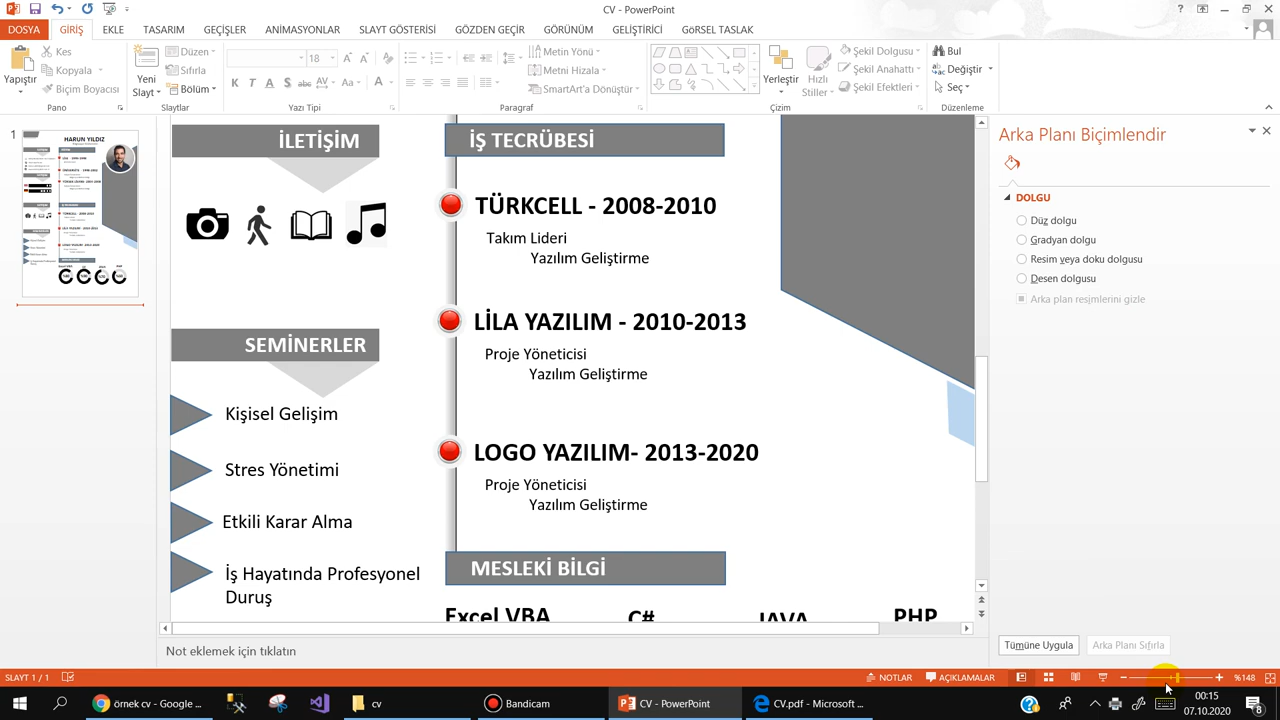 CV - PowerPoint
DOSYA GİRİŞ EKLE TASARIM GEÇİŞLER ANİMASYONLAR SLAYT GÖSTERİSİ GÖZDEN GEÇİR GÖRÜNÜM GELİŞTİRİCİ GöRSEL TASLAK
Yapıştır
Kes
Kopyala
Biçim Boyacısı
Pano
Yeni
Slayt
Düzen
Sıfırla
Bölüm
Slaytlar
18
K T A S abc AV Aa A
Yazı Tipi
Metin Yönü
Metni Hizala
SmartArt'a Dönüştür
Paragraf
Yerleştir
Hızlı
Stiller
Şekil Dolgusu
Şekil Anahattı
Şekil Efektleri
Çizim
Bul
Değiştir
Seç
Düzenleme
1
HARUN YILDIZ
İLETİŞİM
SEMİNERLER
Kişisel Gelişim
Stres Yönetimi
Etkili Karar Alma
İş Hayatında Profesyonel
Duruş
İŞ TECRÜBESİ
TÜRKCELL - 2008-2010
Takım Lideri
Yazılım Geliştirme
LİLA YAZILIM - 2010-2013
Proje Yöneticisi
Yazılım Geliştirme
LOGO YAZILIM- 2013-2020
Proje Yöneticisi
Yazılım Geliştirme
MESLEKİ BİLGİ
Excel VBA C# JAVA PHP
Arka Planı Biçimlendir
DOLGU
Düz dolgu
Gradyan dolgu
Resim veya doku dolgusu
Desen dolgusu
Arka plan resimlerini gizle
Tümüne Uygula
Arka Planı Sıfırla
Not eklemek için tıklatın
SLAYT 1 / 1
NOTLAR
AÇIKLAMALAR
%148
örnek cv - Google ...
cv
Bandicam
CV - PowerPoint
CV.pdf - Microsoft ...
00:15
07.10.2020
8